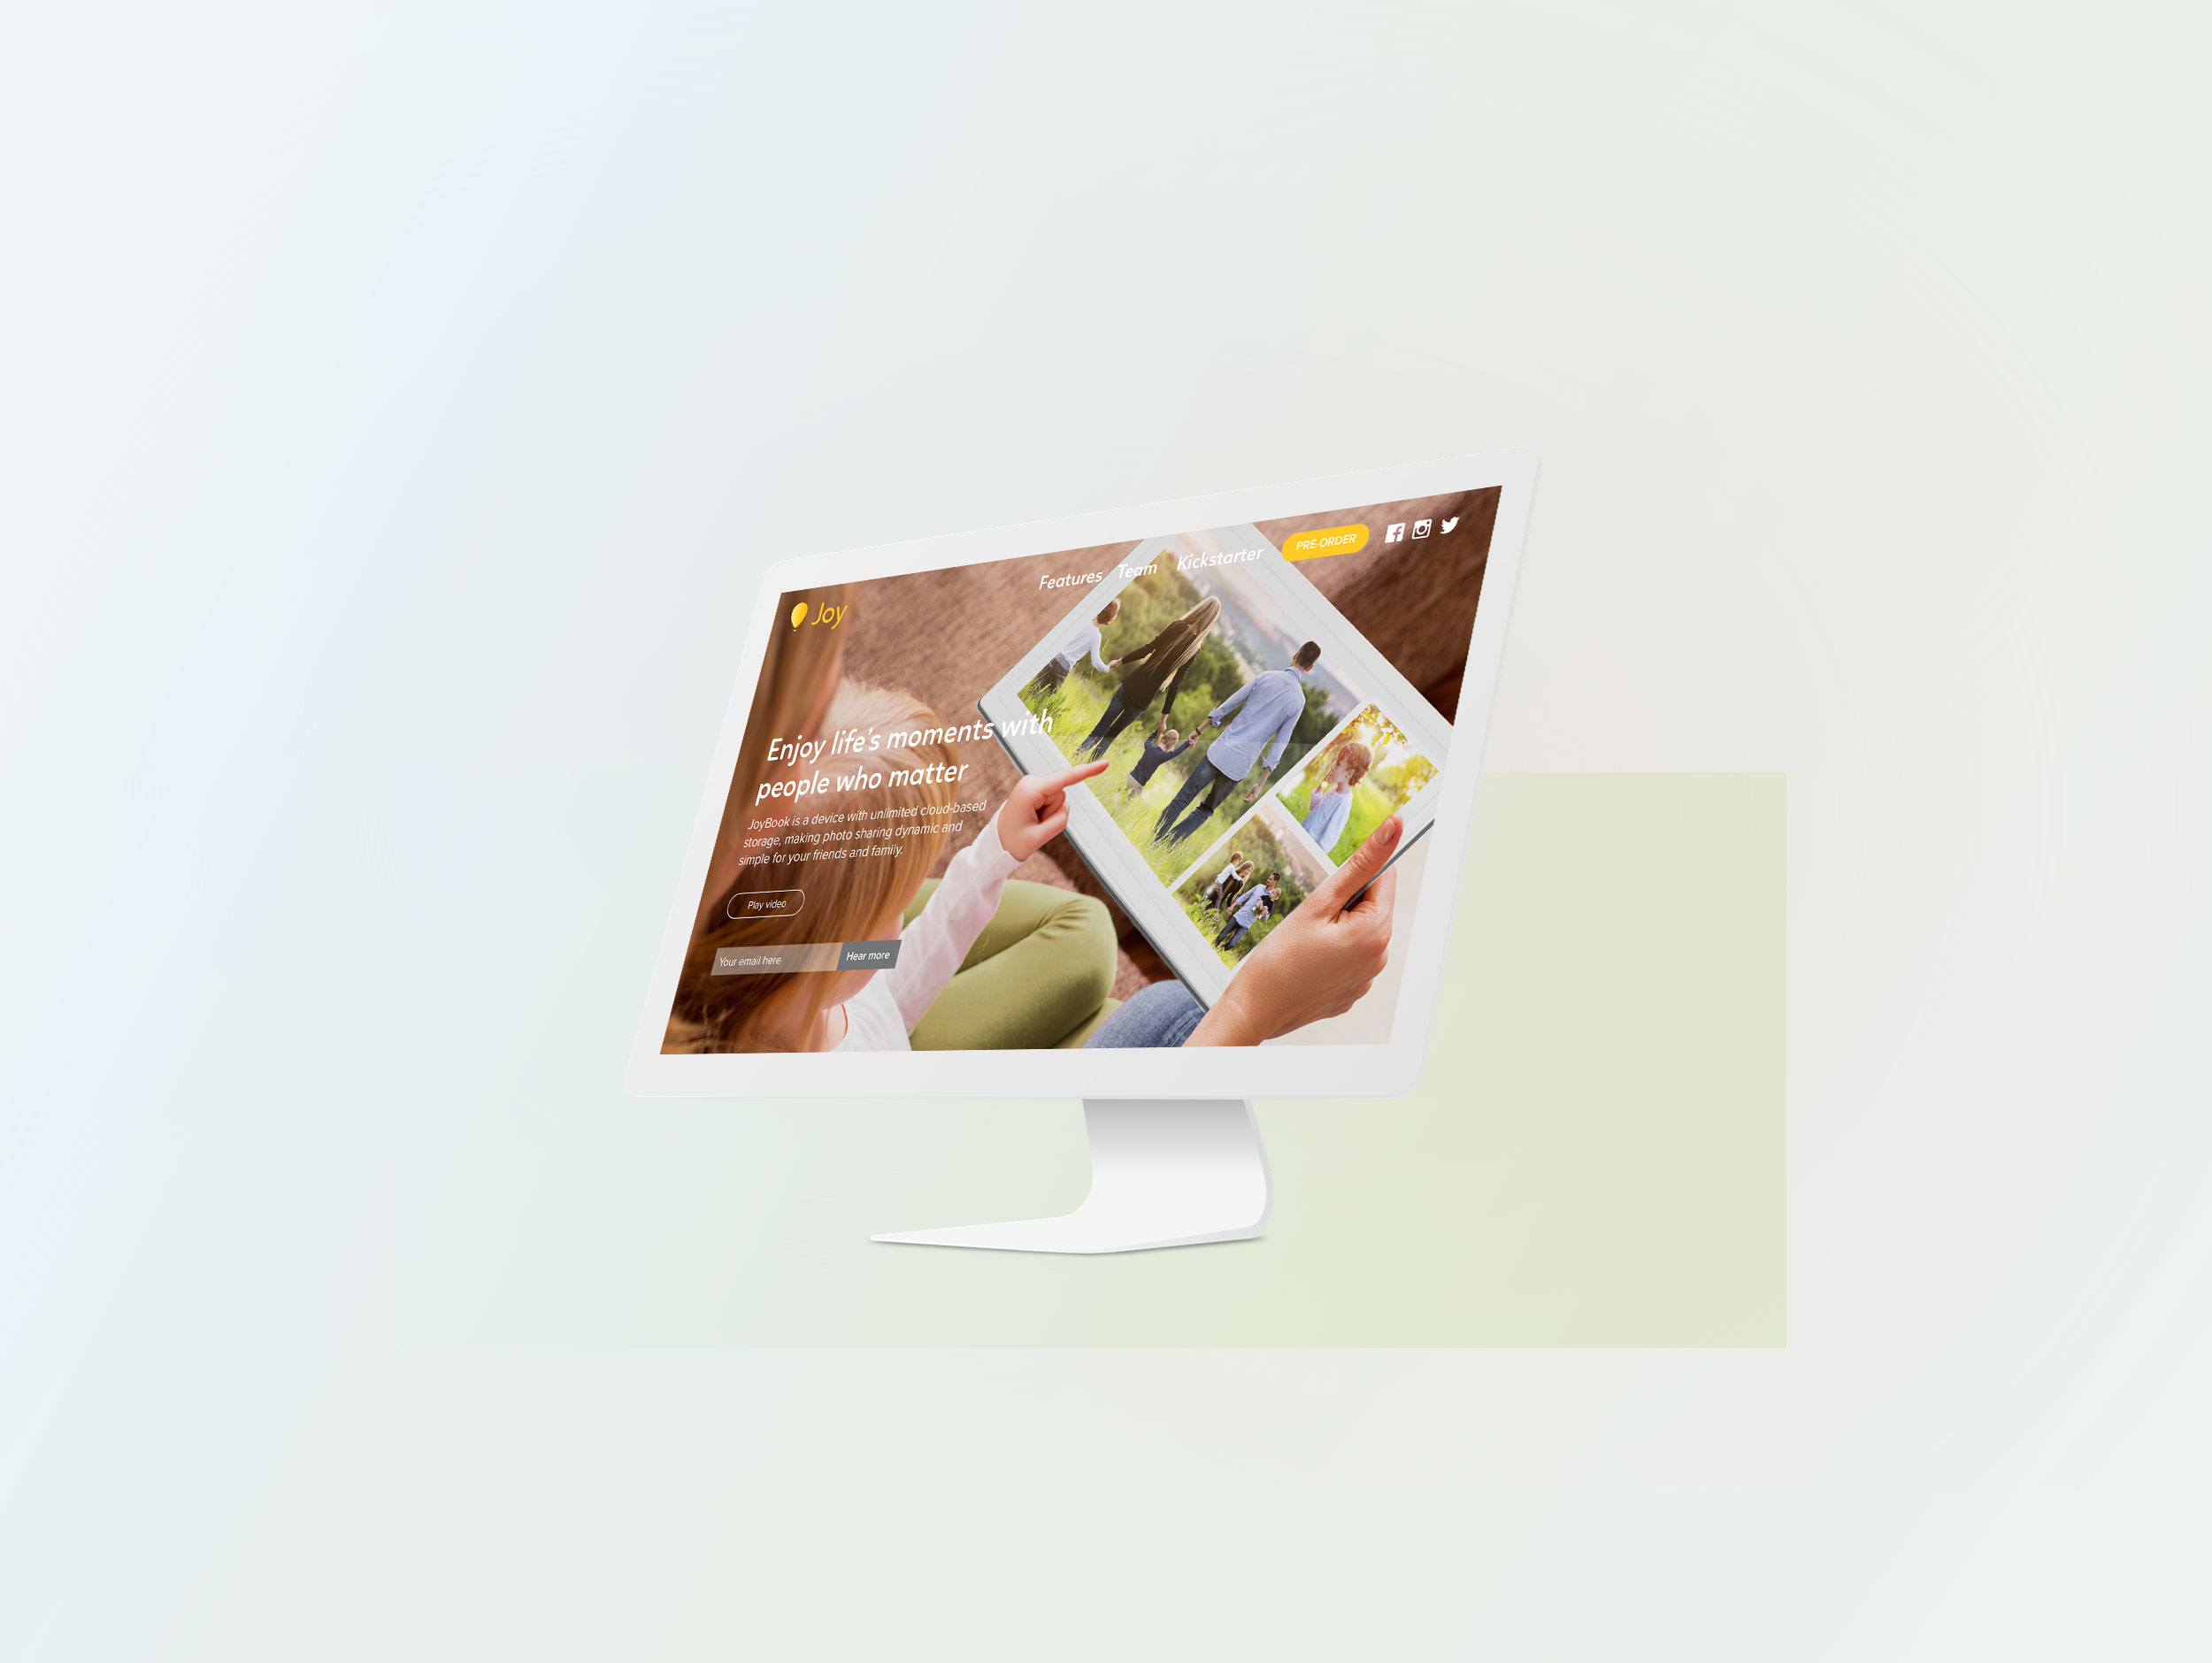 Joy
Features Team Kickstarter PRE-ORDER
Enjoy life's moments with
people who matter
JoyBook is a device with unlimited cloud-based
storage, making photo sharing dynamic and
simple for your friends and family.
Play video
Your email here Hear more